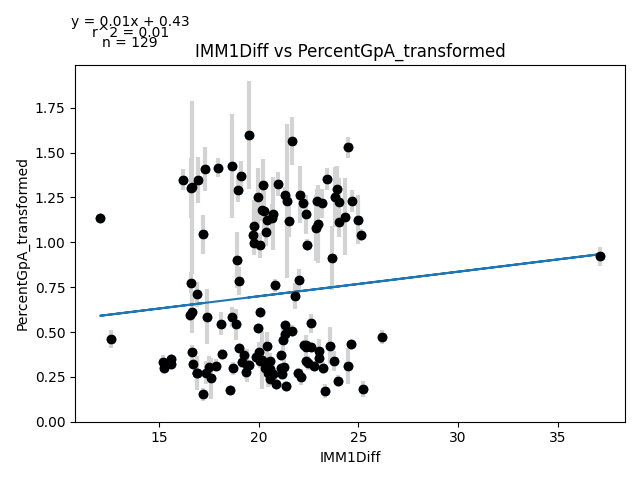 y = 0.01x + 0.43
r^2 = 0.01
n = 129
IMM1Diff vs PercentGpA_transformed
PercentGpA_transformed
1.75
1.50
1.25
1.00
0.75
0.50
0.25
0.00
15 20 25 30 35
IMM1Diff